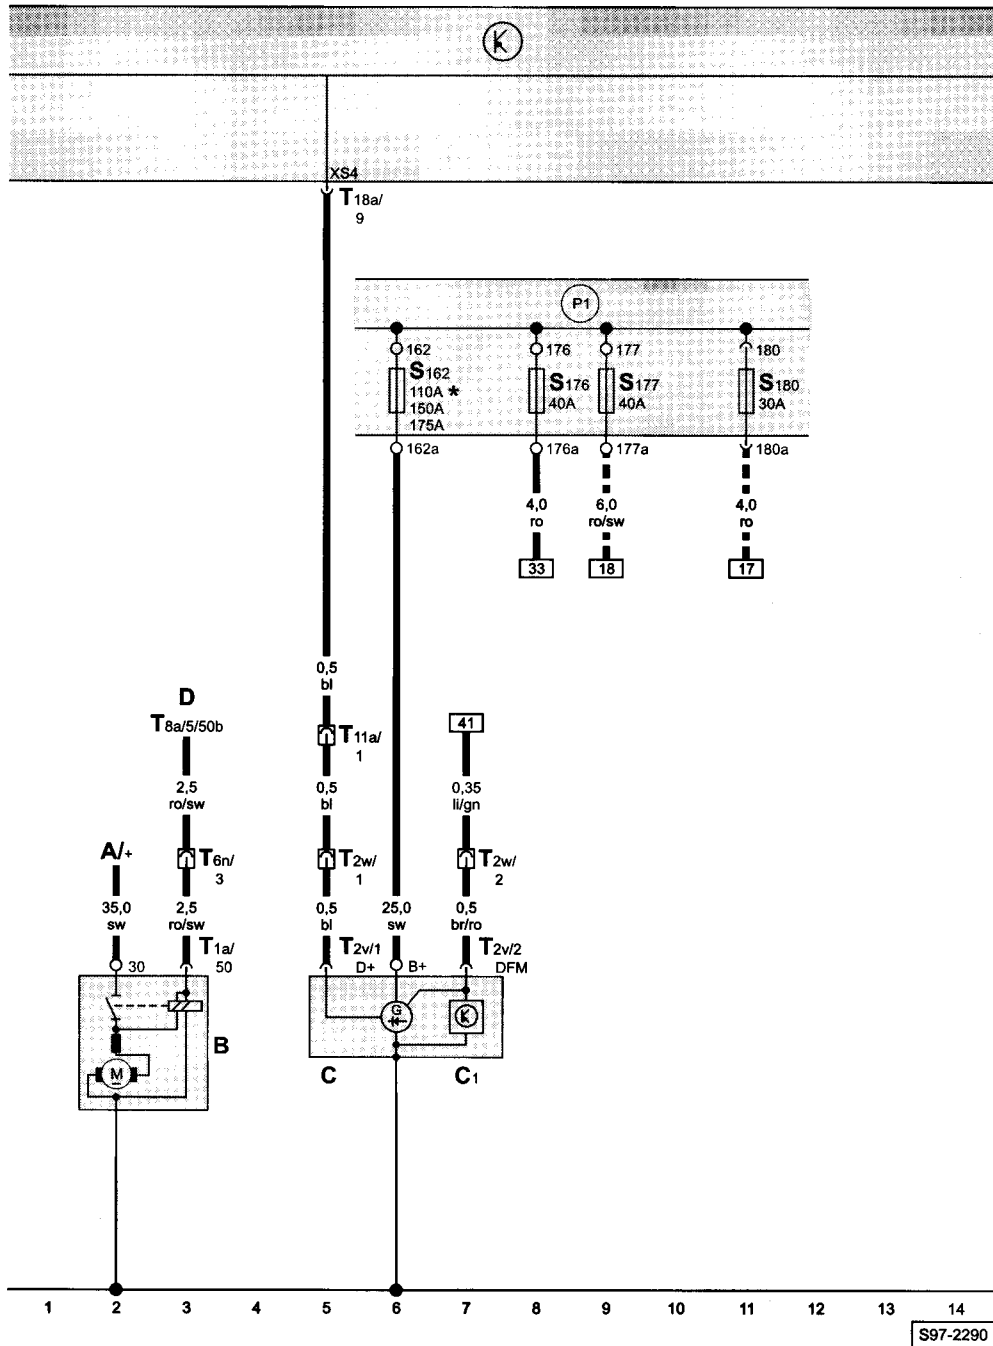 XS4
T18a/
9
P1
162
176
177
180
S162
110A *
150A
175A
S176
40A
S177
40A
S180
30A
162a
176a
177a
180a
4,0
ro
6,0
ro/sw
4,0
ro
33
18
17
0,5
bl
D
T8a/5/50b
T11a/
1
41
2,5
ro/sw
0,5
bl
0,35
li/gn
A/+
T6n/
3
T2w/
1
T2w/
2
35,0
sw
2,5
ro/sw
0,5
bl
25,0
sw
0,5
br/ro
30
T1a/
50
T2v/1
D+
B+
T2v/2
DFM
G
B
M
C
C1
1 2 3 4 5 6 7 8 9 10 11 12 13 14
S97-2290